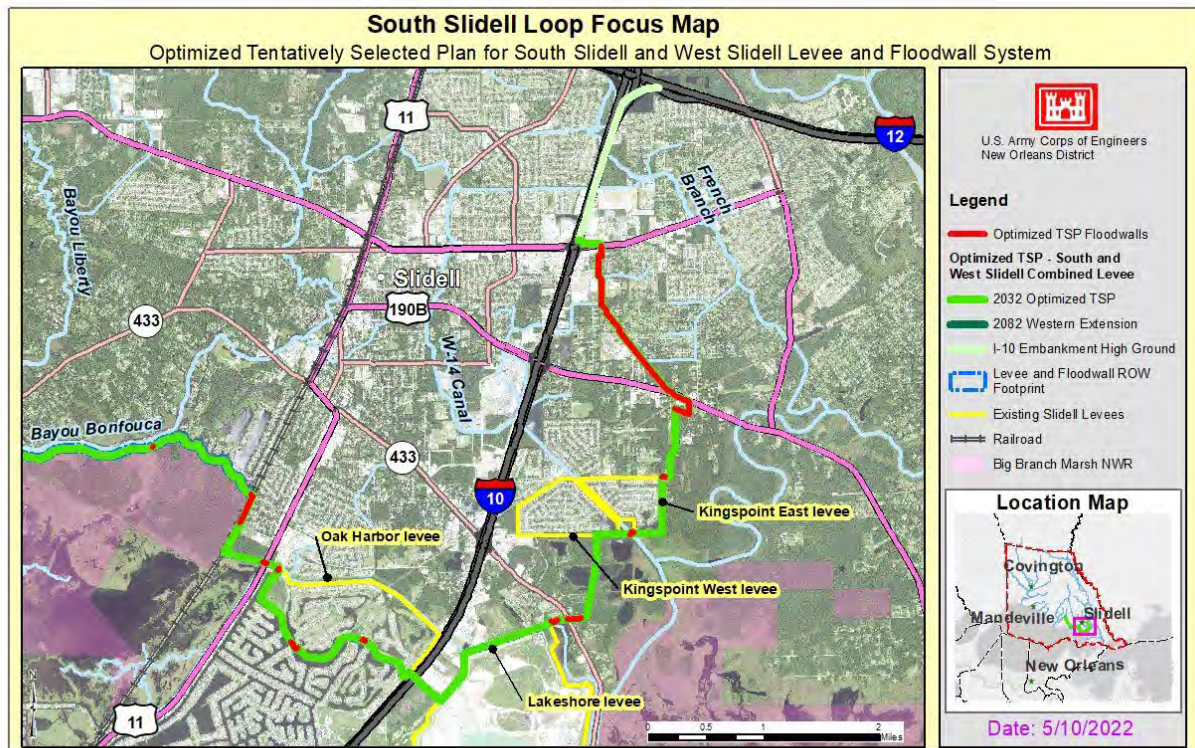 South Slidell Loop Focus Map
Optimized Tentatively Selected Plan for South Slidell and West Slidell Levee and Floodwall System
11
12
Bayou Liberty
French
Branch
Slidell
190B
433
W-14 Canal
Bayou Bonfouca
433
10
Kingspoint East levee
Oak Harbor levee
Kingspoint West levee
Lakeshore levee
11
N
0 0.5 1 2
Miles
U.S. Army Corps of Engineers
New Orleans District
Legend
Optimized TSP Floodwalls
Optimized TSP - South and
West Slidell Combined Levee
2032 Optimized TSP
2082 Western Extension
I-10 Embankment High Ground
Levee and Floodwall ROW
Footprint
Existing Slidell Levees
Railroad
Big Branch Marsh NWR
Location Map
Covington
Mandeville
Slidell
New Orleans
Date: 5/10/2022